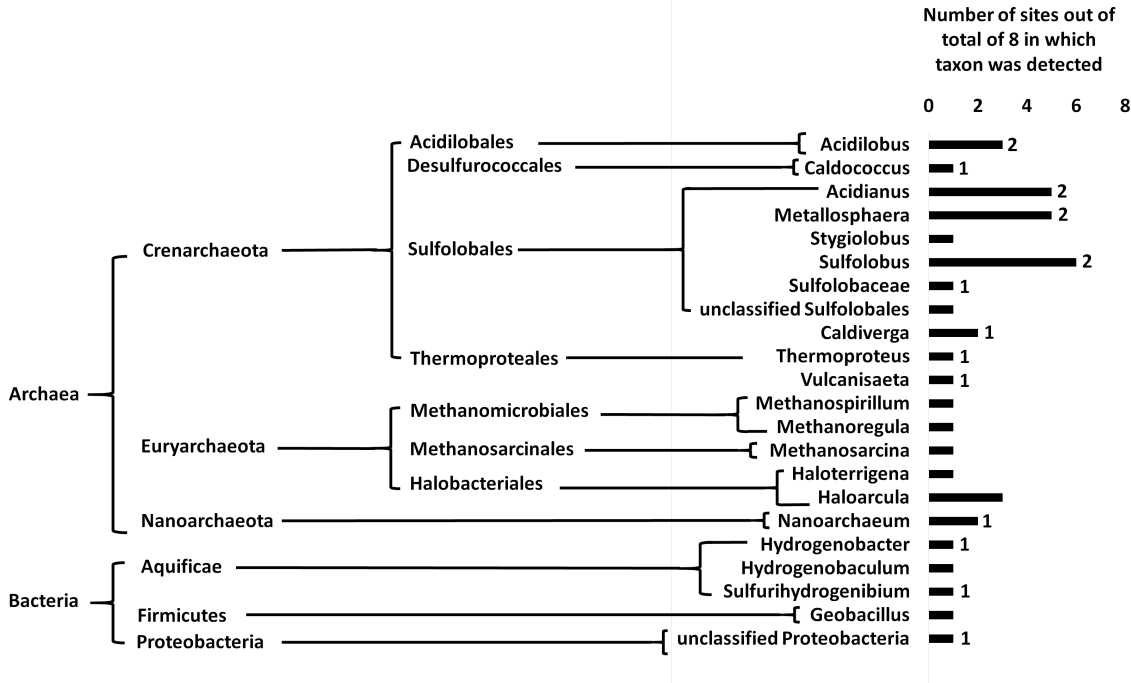 Number of sites out of
total of 8 in which
taxon was detected
0 2 4 6 8
Acidilobales Acidilobus 2
Desulfurococcales Caldococcus 1
Acidianus 2
Metallosphaera 2
Stygiolobus
Crenarchaeota Sulfolobales
Sulfolobus 2
Sulfolobaceae 1
unclassified Sulfolobales
Caldiverga 1
Thermoproteales Thermoproteus 1
Vulcanisaeta 1
Archaea
Methanospirillum
Methanomicrobiales
Methanoregula
Euryarchaeota
Methanosarcinales Methanosarcina
Haloterrigena
Halobacteriales
Haloarcula
Nanoarchaeota Nanoarchaeum 1
Hydrogenobacter 1
Aquificae Hydrogenobaculum
Sulfurihydrogenibium 1
Bacteria
Firmicutes Geobacillus
Proteobacteria unclassified Proteobacteria 1